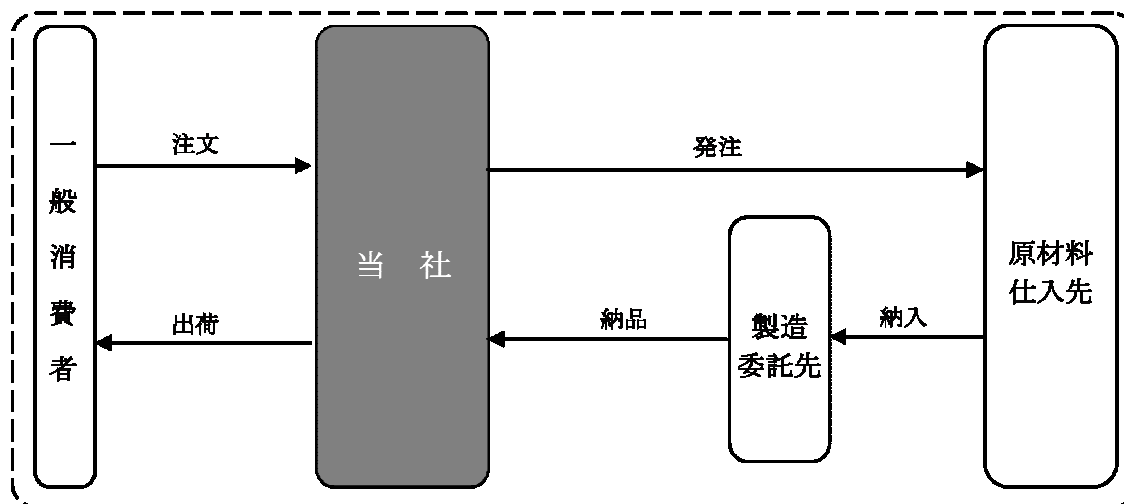 一般消費者
注文
出荷
当 社
発注
納品
製造
委託先
納入
原材料
仕入先